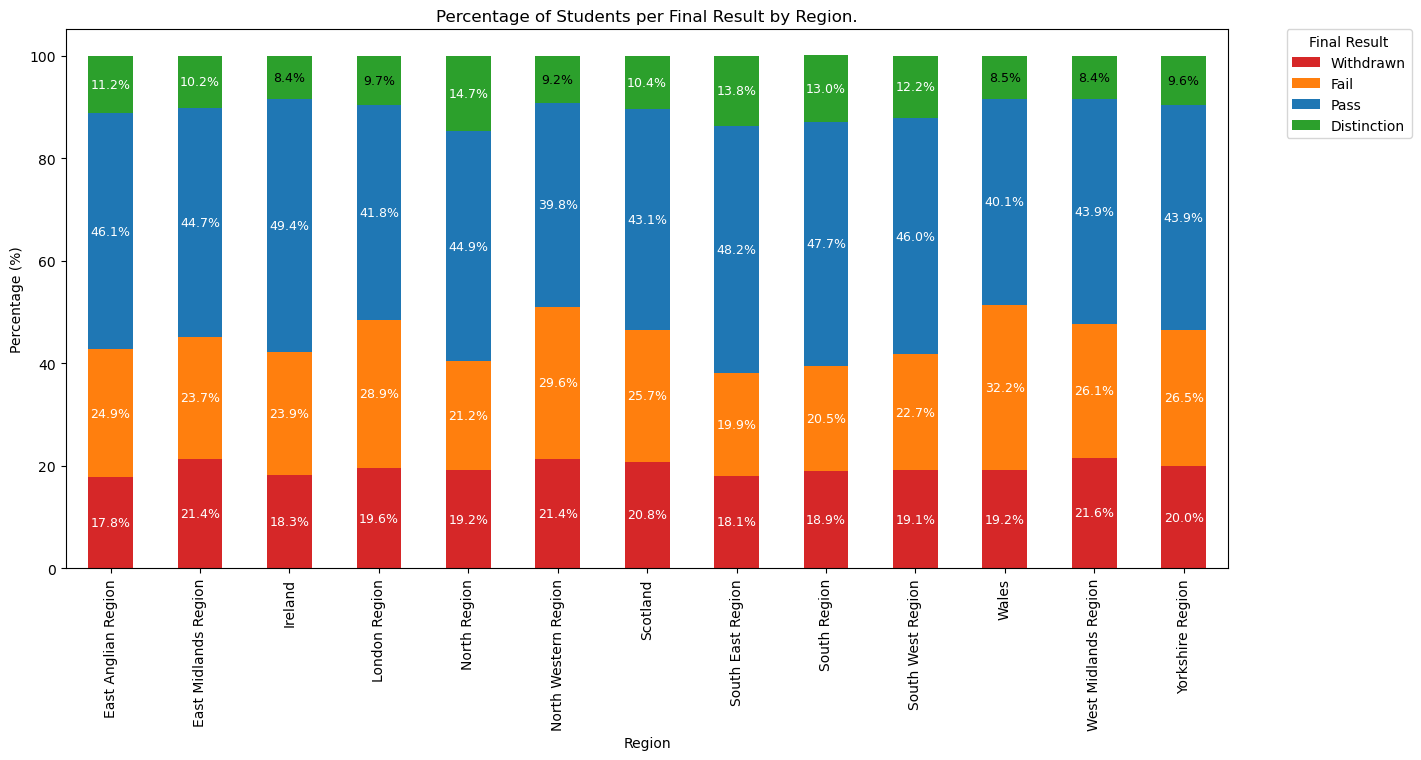 Percentage of Students per Final Result by Region.
Final Result
Withdrawn
Fail
Pass
Distinction
Percentage (%)
100
80
60
40
20
0
11.2% 10.2% 8.4% 9.7% 14.7% 9.2% 10.4% 13.8% 13.0% 12.2% 8.5% 8.4% 9.6%
46.1% 44.7% 49.4% 41.8% 44.9% 39.8% 43.1% 48.2% 47.7% 46.0% 40.1% 43.9% 43.9%
24.9% 23.7% 23.9% 28.9% 21.2% 29.6% 25.7% 19.9% 20.5% 22.7% 32.2% 26.1% 26.5%
17.8% 21.4% 18.3% 19.6% 19.2% 21.4% 20.8% 18.1% 18.9% 19.1% 19.2% 21.6% 20.0%
East Anglian Region
East Midlands Region
Ireland
London Region
North Region
North Western Region
Scotland
South East Region
South Region
South West Region
Wales
West Midlands Region
Yorkshire Region
Region